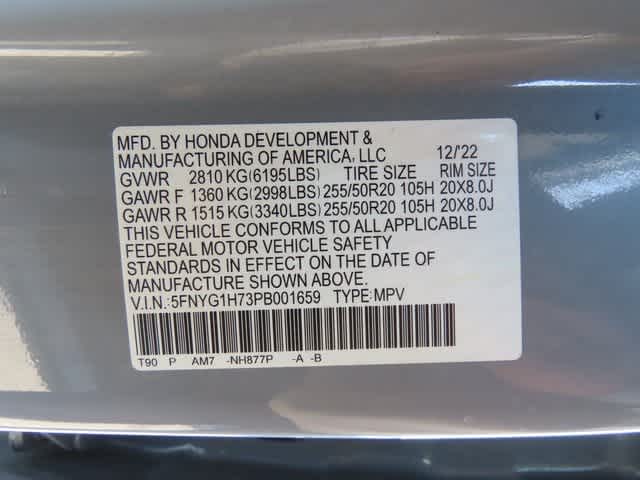 MFD. BY HONDA DEVELOPMENT &
MANUFACTURING OF AMERICA, LLC 12/'22
GVWR 2810 KG(6195LBS) TIRE SIZE RIM SIZE
GAWR F 1360 KG(2998LBS) 255/50R20 105H 20X8.0J
GAWR R 1515 KG(3340LBS) 255/50R20 105H 20X8.0J
THIS VEHICLE CONFORMS TO ALL APPLICABLE
FEDERAL MOTOR VEHICLE SAFETY
STANDARDS IN EFFECT ON THE DATE OF
MANUFACTURE SHOWN ABOVE.
V.I.N.:5FNYG1H73PB001659 TYPE:MPV
T90 P AM7 -NH877P -A -B